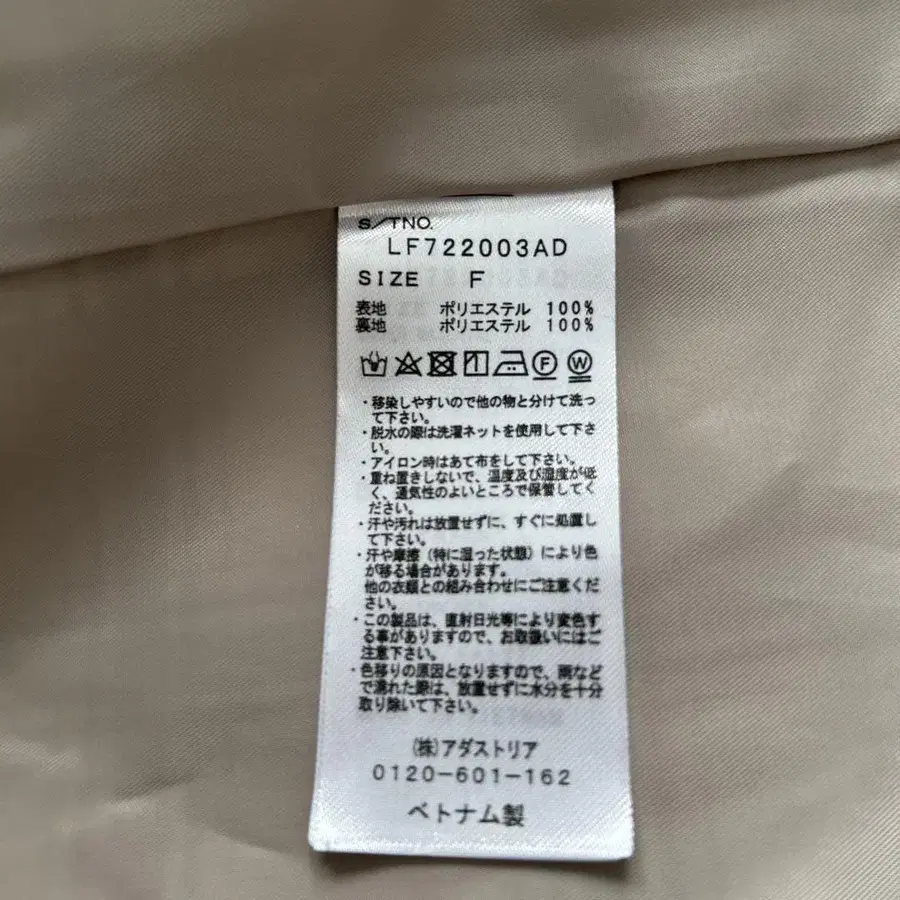 S/TNO.
LF722003AD
SIZE F
表地 ポリエステル 100%
裏地 ポリエステル 100%
F W
・移染しやすいので他の物と分けて洗っ
て下さい。
・脱水の際は洗濯ネットを使用して下さ
い。
・アイロン時はあて布をして下さい。
・重ね置きしないで、温度及び湿度が低
く、通気性のよいところで保管してく
ださい。
・汗や汚れは放置せずに、すぐに処置し
て下さい。
・汗や摩擦（特に湿った状態）により色
が移る場合があります。
他の衣類との組み合わせにご注意くだ
さい。
・この製品は、直射日光等により変色す
る事がありますので、お取扱いにはご
注意下さい。
・色移りの原因となりますので、雨など
で濡れた際は、放置せずに水分を十分
取り除いて下さい。
(株)アダストリア
0120-601-162
ベトナム製